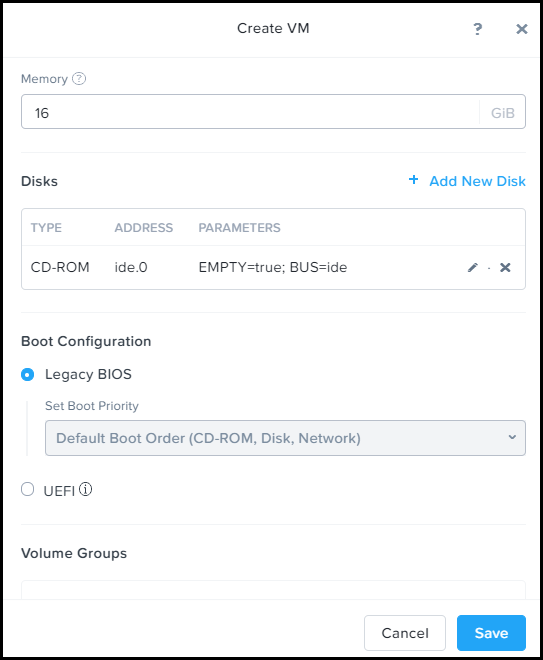 Create VM ? ×
Memory ?
16 GiB
Disks + Add New Disk
TYPE ADDRESS PARAMETERS
CD-ROM ide.0 EMPTY=true; BUS=ide · ×
Boot Configuration
Legacy BIOS
Set Boot Priority
Default Boot Order (CD-ROM, Disk, Network)
UEFI i
Volume Groups
Cancel Save